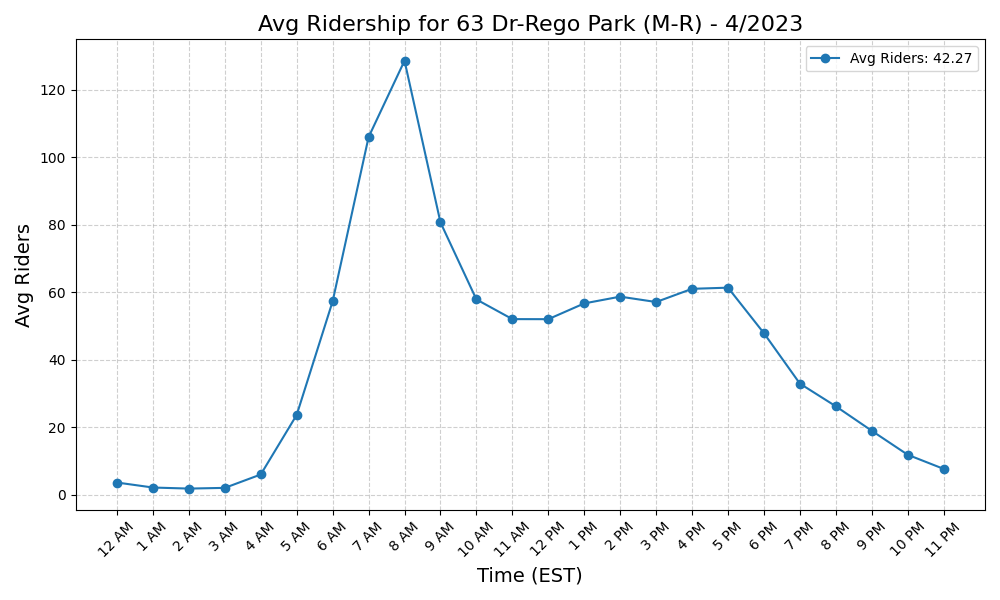 Avg Ridership for 63 Dr-Rego Park (M-R) - 4/2023
Avg Riders: 42.27
Avg Riders
120
100
80
60
40
20
0
12 AM
1 AM
2 AM
3 AM
4 AM
5 AM
6 AM
7 AM
8 AM
9 AM
10 AM
11 AM
12 PM
1 PM
2 PM
3 PM
4 PM
5 PM
6 PM
7 PM
8 PM
9 PM
10 PM
11 PM
Time (EST)